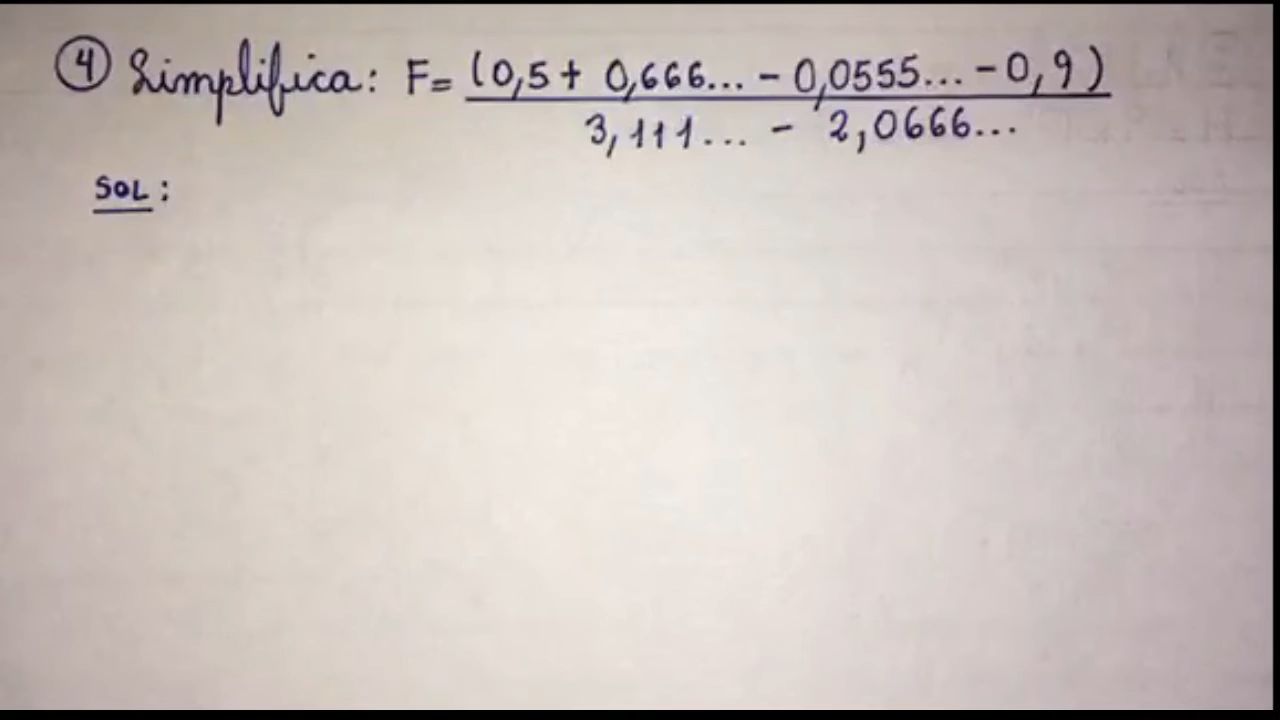 ④ Simplifica: F= (0,5 + 0,666... - 0,0555... - 0,9)
3,111... - 2,0666...
SOL: